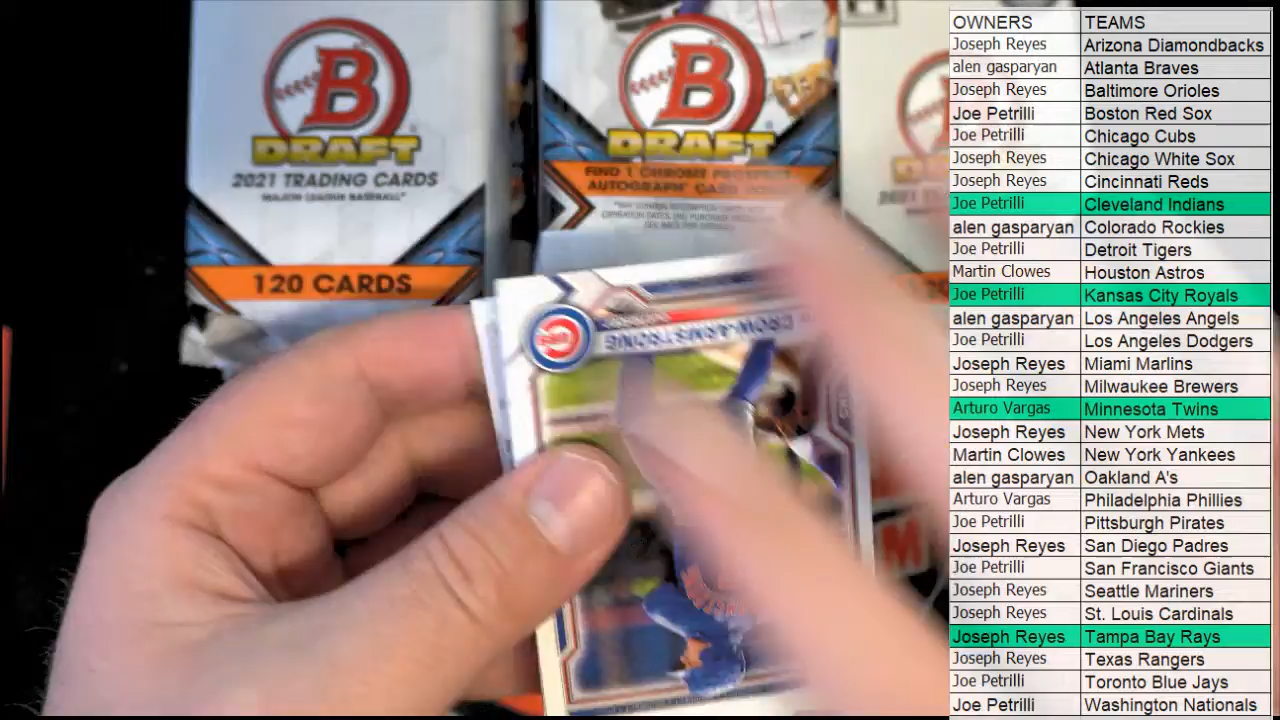 B
DRAFT
2021 TRADING CARDS
MAJOR LEAGUE BASEBALL
120 CARDS
B
DRAFT
FIND 1 CHROME PROSPECT
AUTOGRAPH CARD
CROW-ARMSTRONG
OWNERS TEAMS
Joseph Reyes Arizona Diamondbacks
alen gasparyan Atlanta Braves
Joseph Reyes Baltimore Orioles
Joe Petrilli Boston Red Sox
Joe Petrilli Chicago Cubs
Joseph Reyes Chicago White Sox
Joseph Reyes Cincinnati Reds
Joe Petrilli Cleveland Indians
alen gasparyan Colorado Rockies
Joe Petrilli Detroit Tigers
Martin Clowes Houston Astros
Joe Petrilli Kansas City Royals
alen gasparyan Los Angeles Angels
Joe Petrilli Los Angeles Dodgers
Joseph Reyes Miami Marlins
Joseph Reyes Milwaukee Brewers
Arturo Vargas Minnesota Twins
Joseph Reyes New York Mets
Martin Clowes New York Yankees
alen gasparyan Oakland A's
Arturo Vargas Philadelphia Phillies
Joe Petrilli Pittsburgh Pirates
Joseph Reyes San Diego Padres
Joe Petrilli San Francisco Giants
Joseph Reyes Seattle Mariners
Joseph Reyes St. Louis Cardinals
Joseph Reyes Tampa Bay Rays
Joseph Reyes Texas Rangers
Joe Petrilli Toronto Blue Jays
Joe Petrilli Washington Nationals